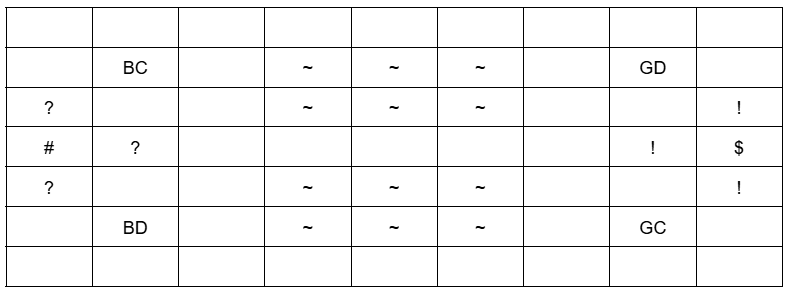 BC ~ ~ ~ GD
? ~ ~ ~ !
# ? ! $
? ~ ~ ~ !
BD ~ ~ ~ GC